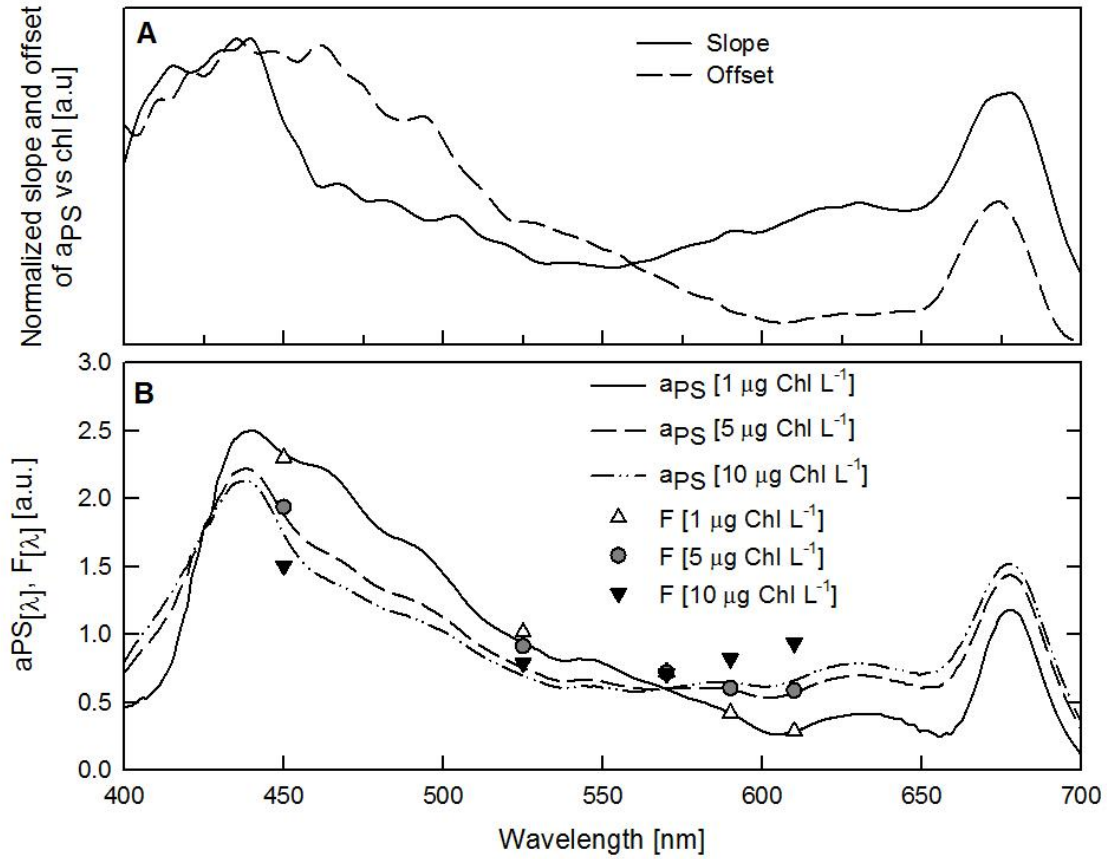 A
Normalized slope and offset
of aPS vs chl [a.u]
Slope
Offset
B
aPS[λ], F[λ] [a.u.]
3.0
2.5
2.0
1.5
1.0
0.5
0.0
aPS [1 µg Chl L-1]
aPS [5 µg Chl L-1]
aPS [10 µg Chl L-1]
F [1 µg Chl L-1]
F [5 µg Chl L-1]
F [10 µg Chl L-1]
400 450 500 550 600 650 700
Wavelength [nm]